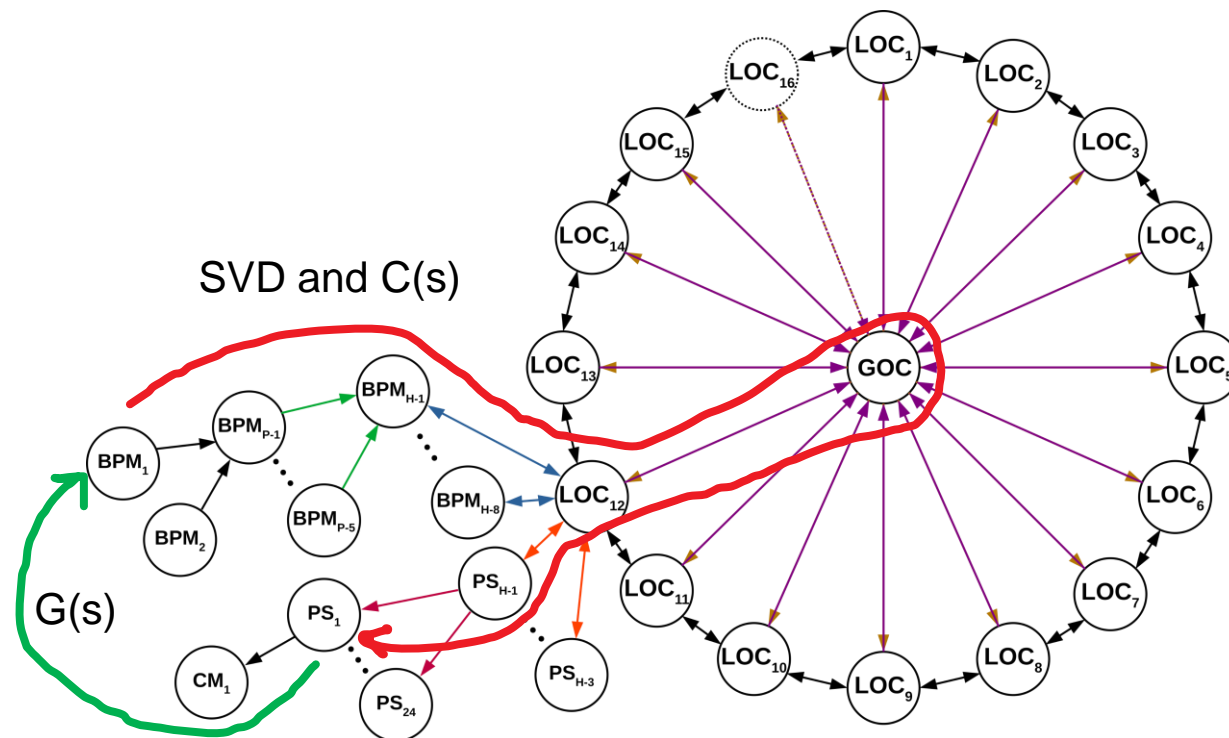 LOC1
LOC16
LOC2
LOC15
LOC3
LOC14
LOC4
SVD and C(s)
LOC13
GOC
LOC5
BPMH-1
BPMP-1
BPM1
LOC12
BPMH-8
LOC6
BPMP-5
BPM2
PSH-1
LOC11
LOC7
G(s)
PS1
LOC10
LOC8
PSH-3
CM1
LOC9
PS24